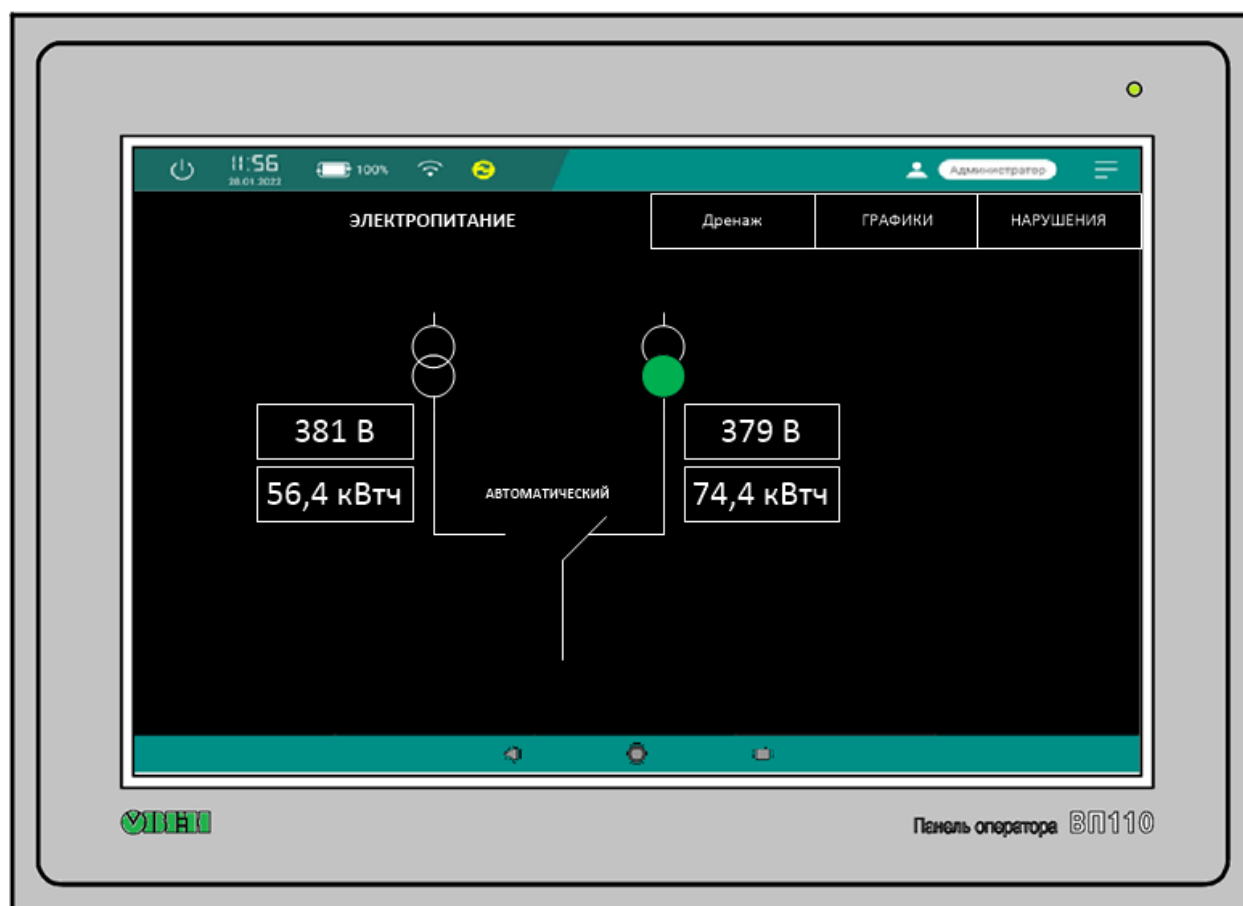 11:56
28.01.2022
100%
Администратор
ЭЛЕКТРОПИТАНИЕ
Дренаж
ГРАФИКИ
НАРУШЕНИЯ
381 В
379 В
56,4 кВтч
АВТОМАТИЧЕСКИЙ
74,4 кВтч
ОВЕН
Панель оператора ВП110